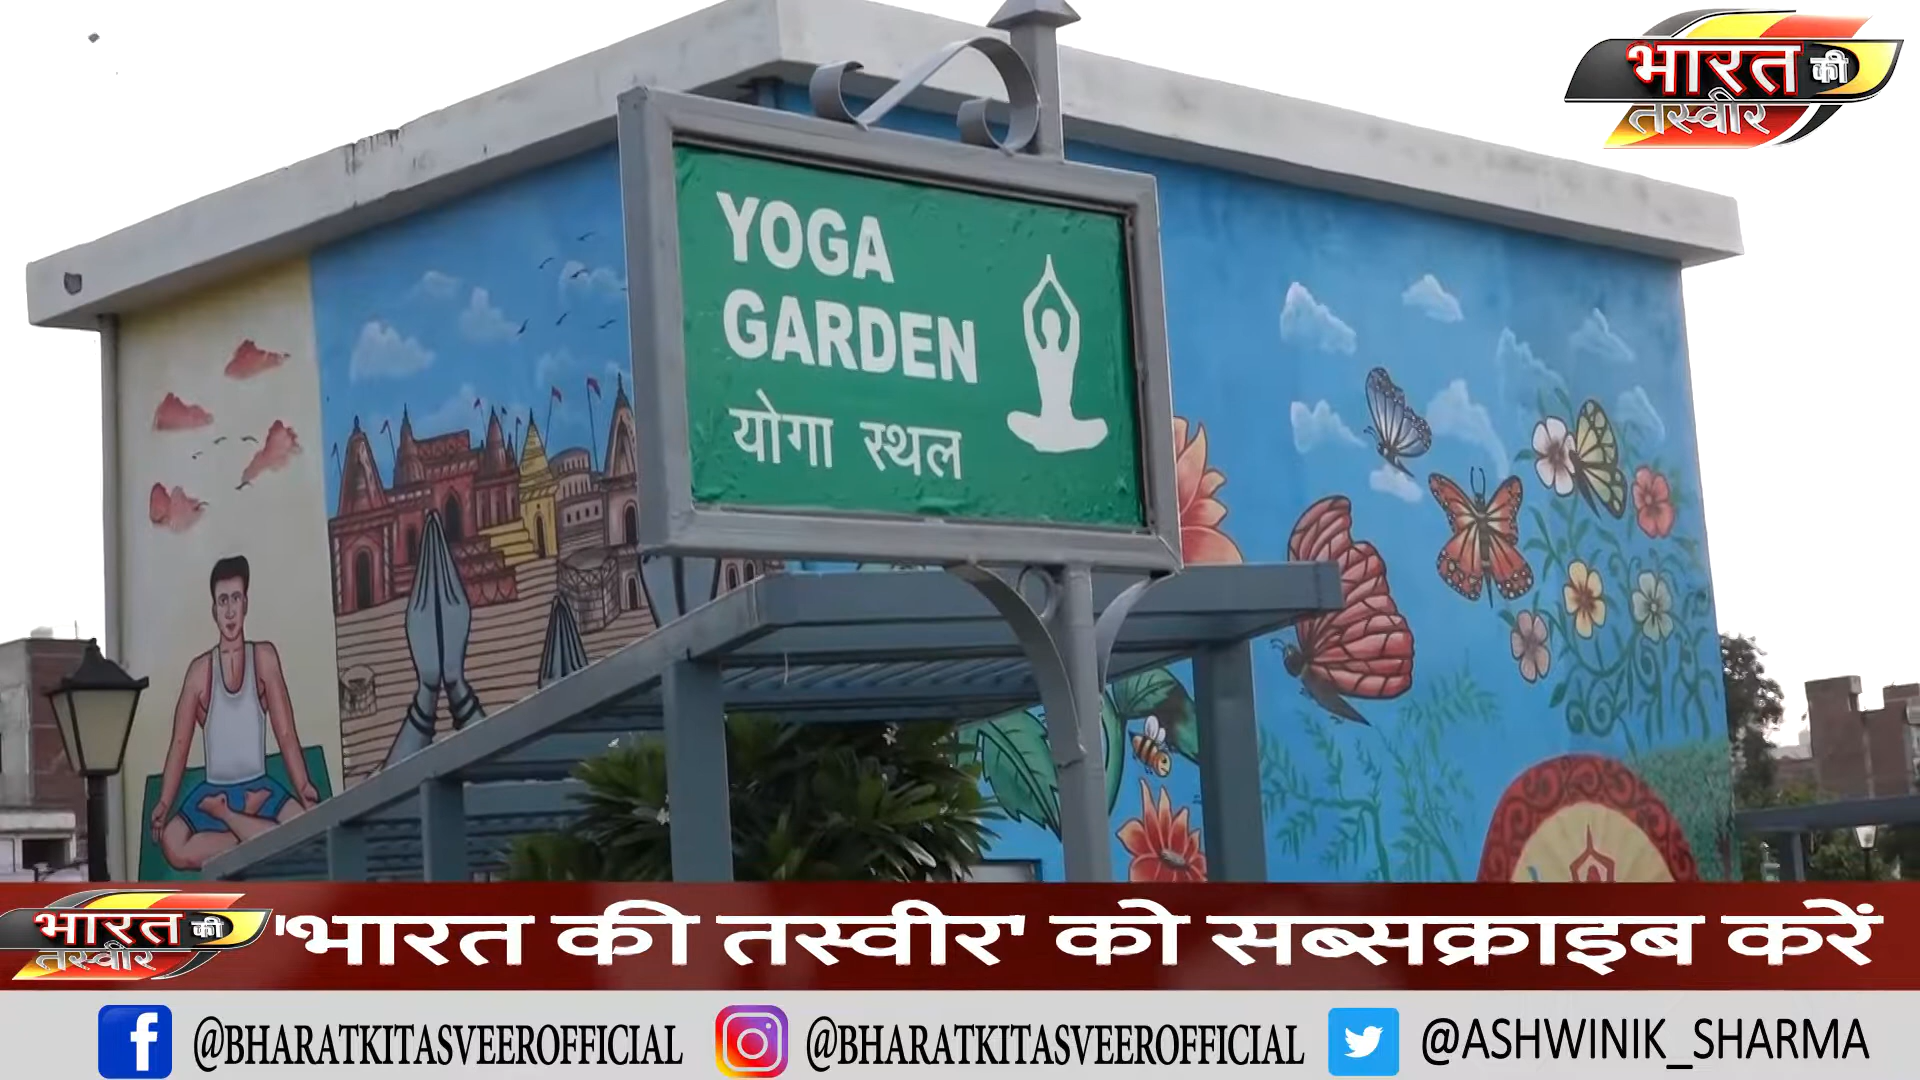 भारत की
तस्वीर
YOGA
GARDEN
योगा स्थल
भारत की
तस्वीर
'भारत की तस्वीर' को सब्सक्राइब करें
@BHARATKITASVEEROFFICIAL
@BHARATKITASVEEROFFICIAL
@ASHWINIK_SHARMA